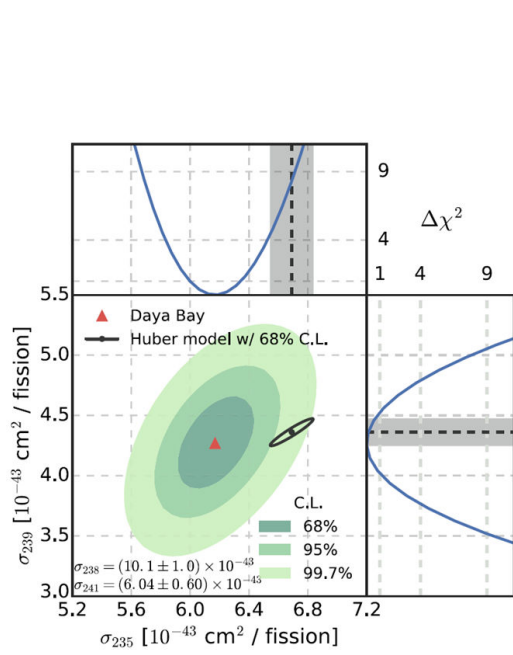 9
4
Δχ²
1 4 9
5.5
5.0
4.5
4.0
3.5
3.0
σ₂₃₉ [10⁻⁴³ cm² / fission]
Daya Bay
Huber model w/ 68% C.L.
C.L.
68%
95%
99.7%
σ₂₃₈ = (10.1 ± 1.0) × 10⁻⁴³
σ₂₄₁ = (6.04 ± 0.60) × 10⁻⁴³
5.2 5.6 6.0 6.4 6.8 7.2
σ₂₃₅ [10⁻⁴³ cm² / fission]